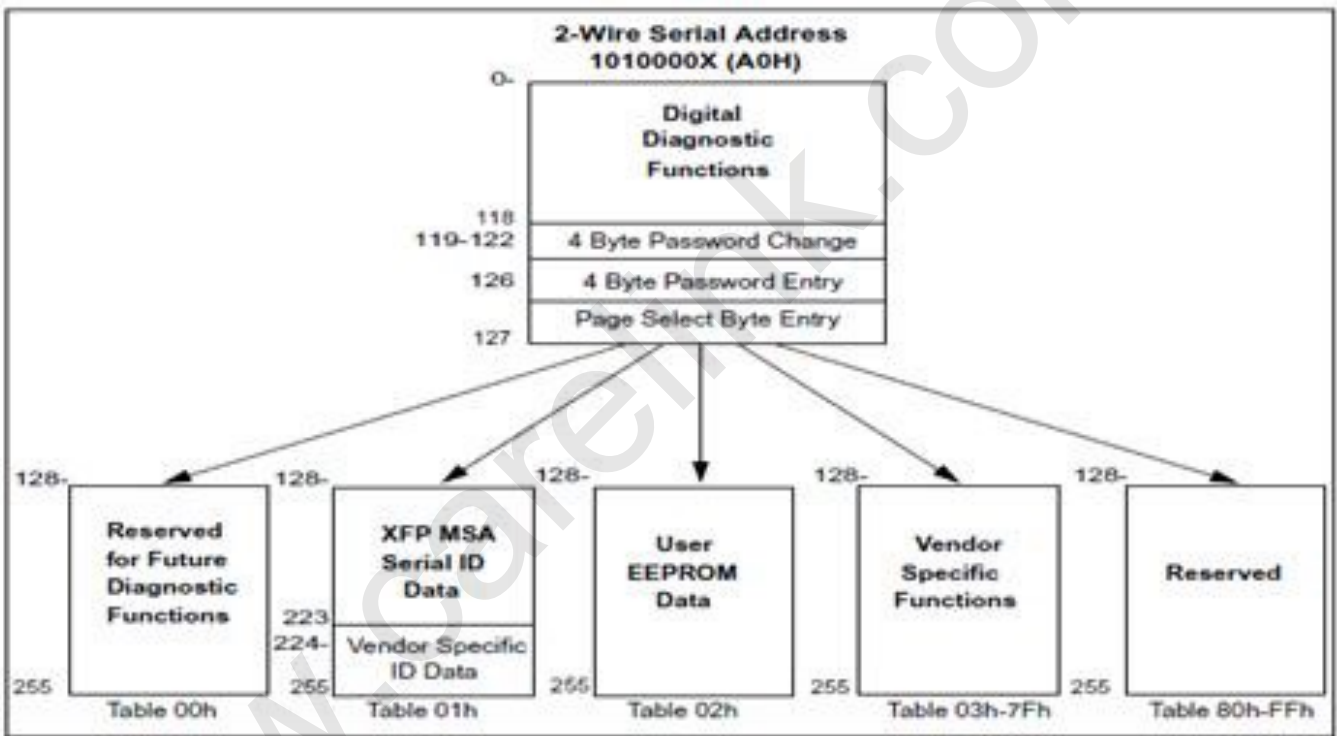 2-Wire Serial Address
1010000X (A0H)
0-
Digital
Diagnostic
Functions
118
119-122
4 Byte Password Change
126
4 Byte Password Entry
Page Select Byte Entry
127
128-
128-
128-
128-
128-
Reserved
for Future
Diagnostic
Functions
XFP MSA
Serial ID
Data
User
EEPROM
Data
Vendor
Specific
Functions
Reserved
223
224-
Vendor Specific
ID Data
255
255
255
255
255
Table 00h
Table 01h
Table 02h
Table 03h-7Fh
Table 80h-FFh
w.carelink.co